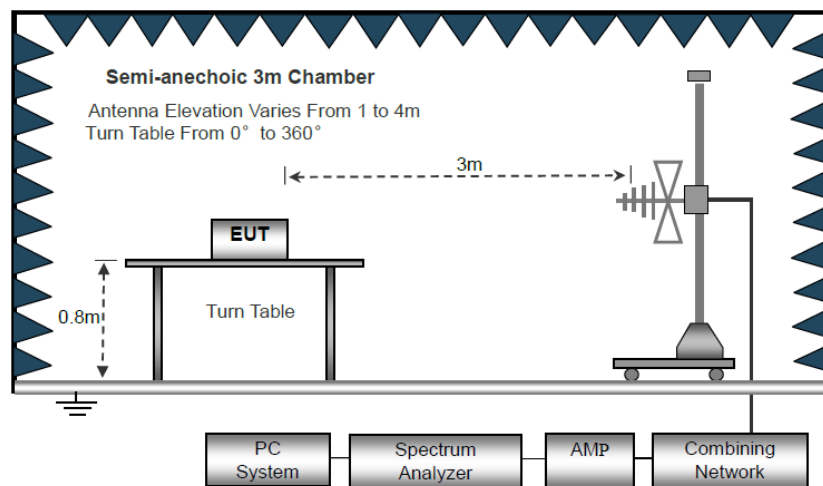 Semi-anechoic 3m Chamber
Antenna Elevation Varies From 1 to 4m
Turn Table From 0° to 360°
3m
EUT
0.8m
Turn Table
PC
System
Spectrum
Analyzer
AMP
Combining
Network